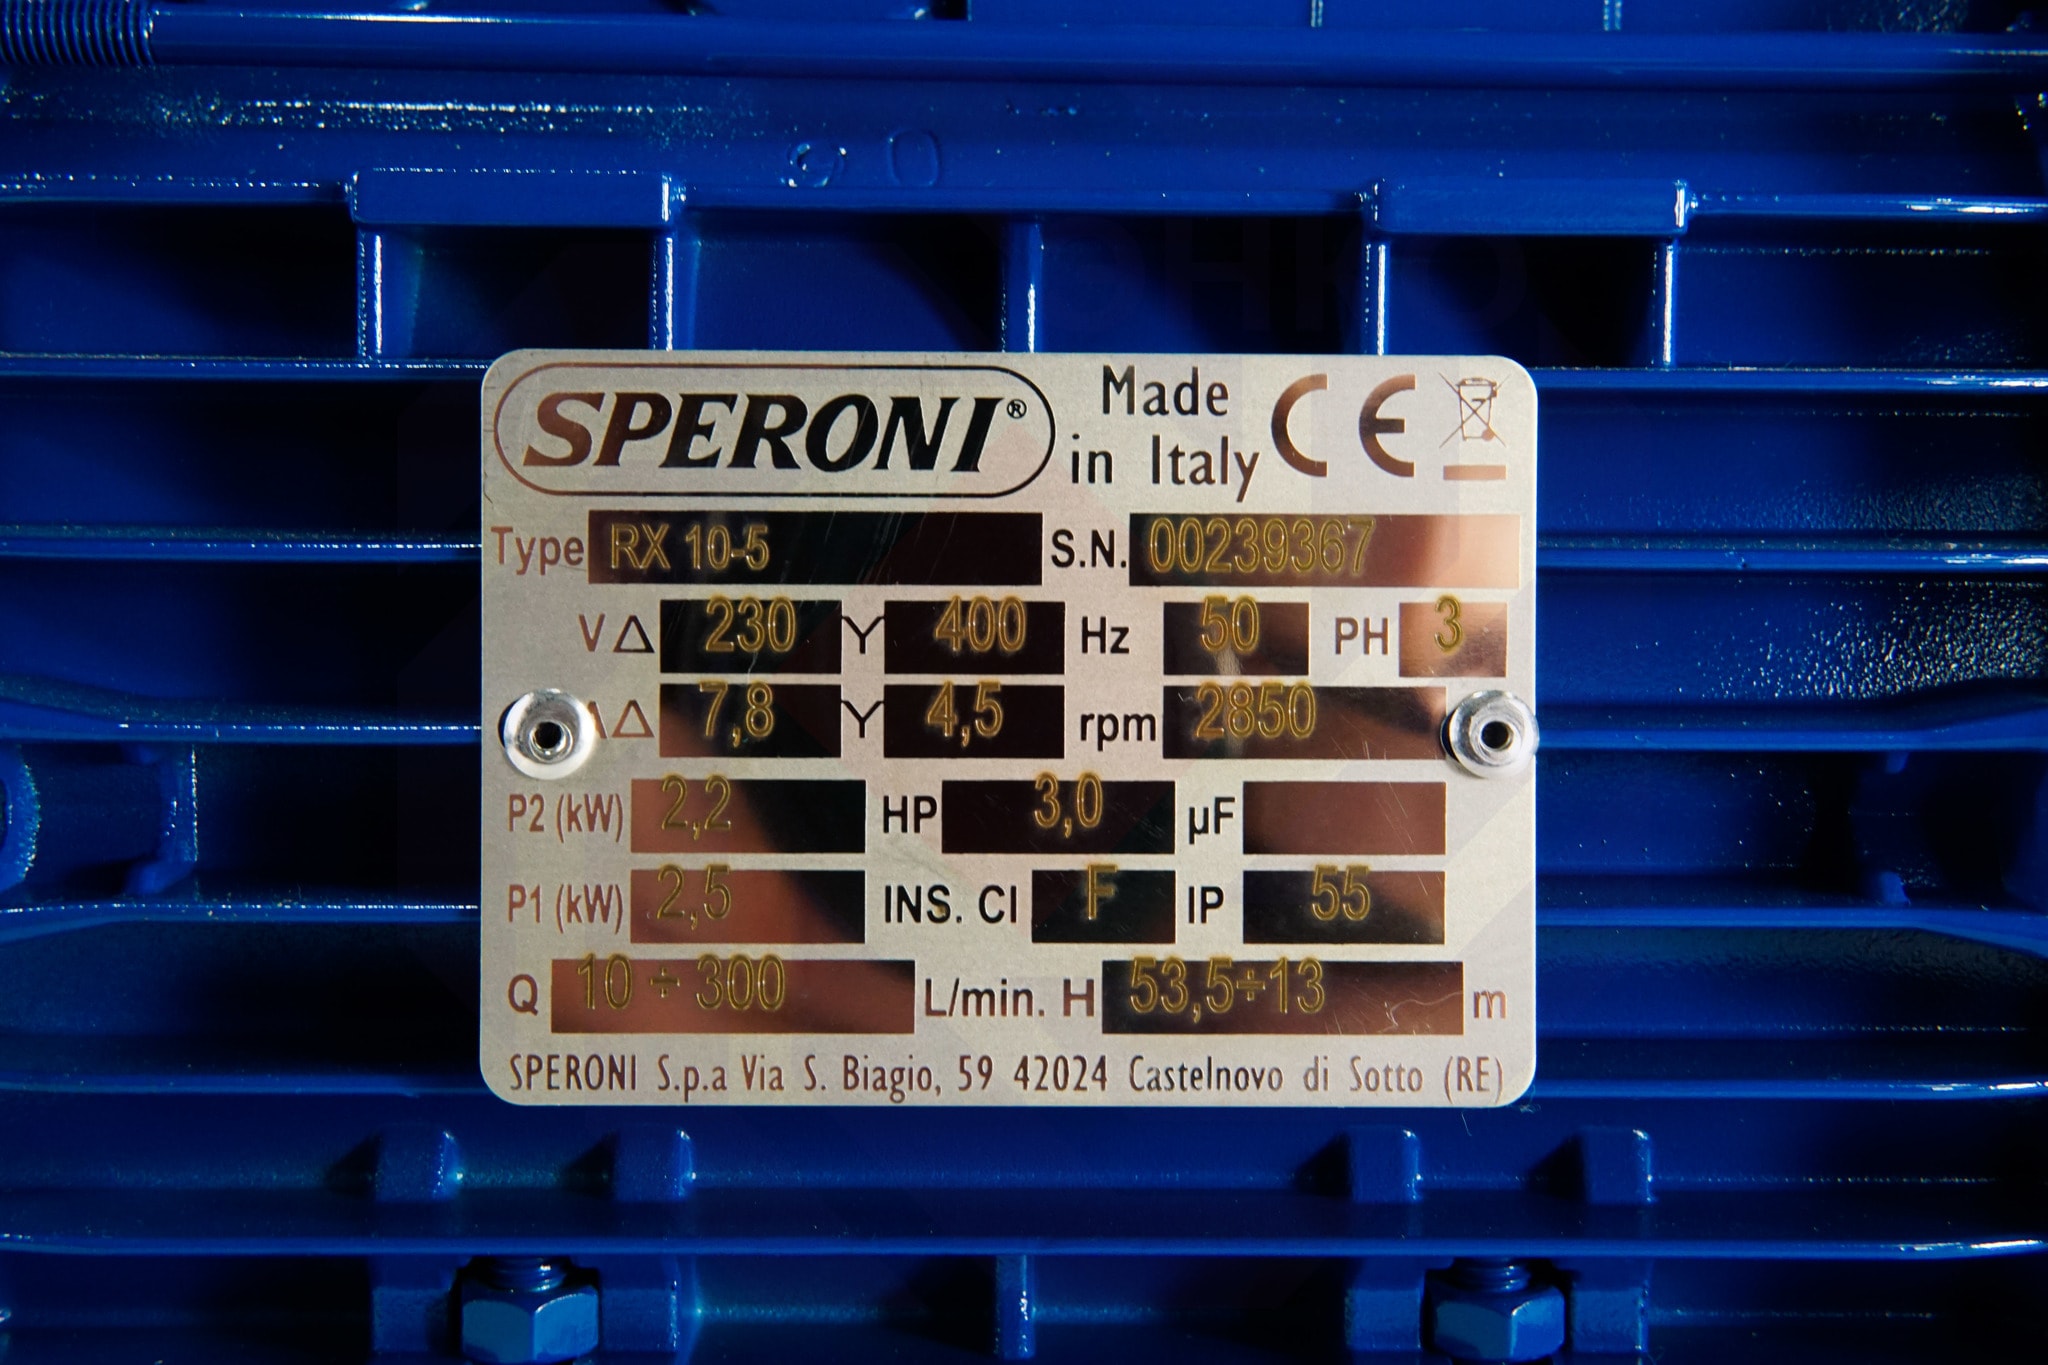 90
SPERONI® Made in Italy CE
Type RX 10-5 S.N. 00239367
V Δ 230 Y 400 Hz 50 PH 3
A Δ 7,8 Y 4,5 rpm 2850
P2 (kW) 2,2 HP 3,0 µF
P1 (kW) 2,5 INS. Cl F IP 55
Q 10 ÷ 300 L/min. H 53,5÷13 m
SPERONI S.p.a Via S. Biagio, 59 42024 Castelnovo di Sotto (RE)